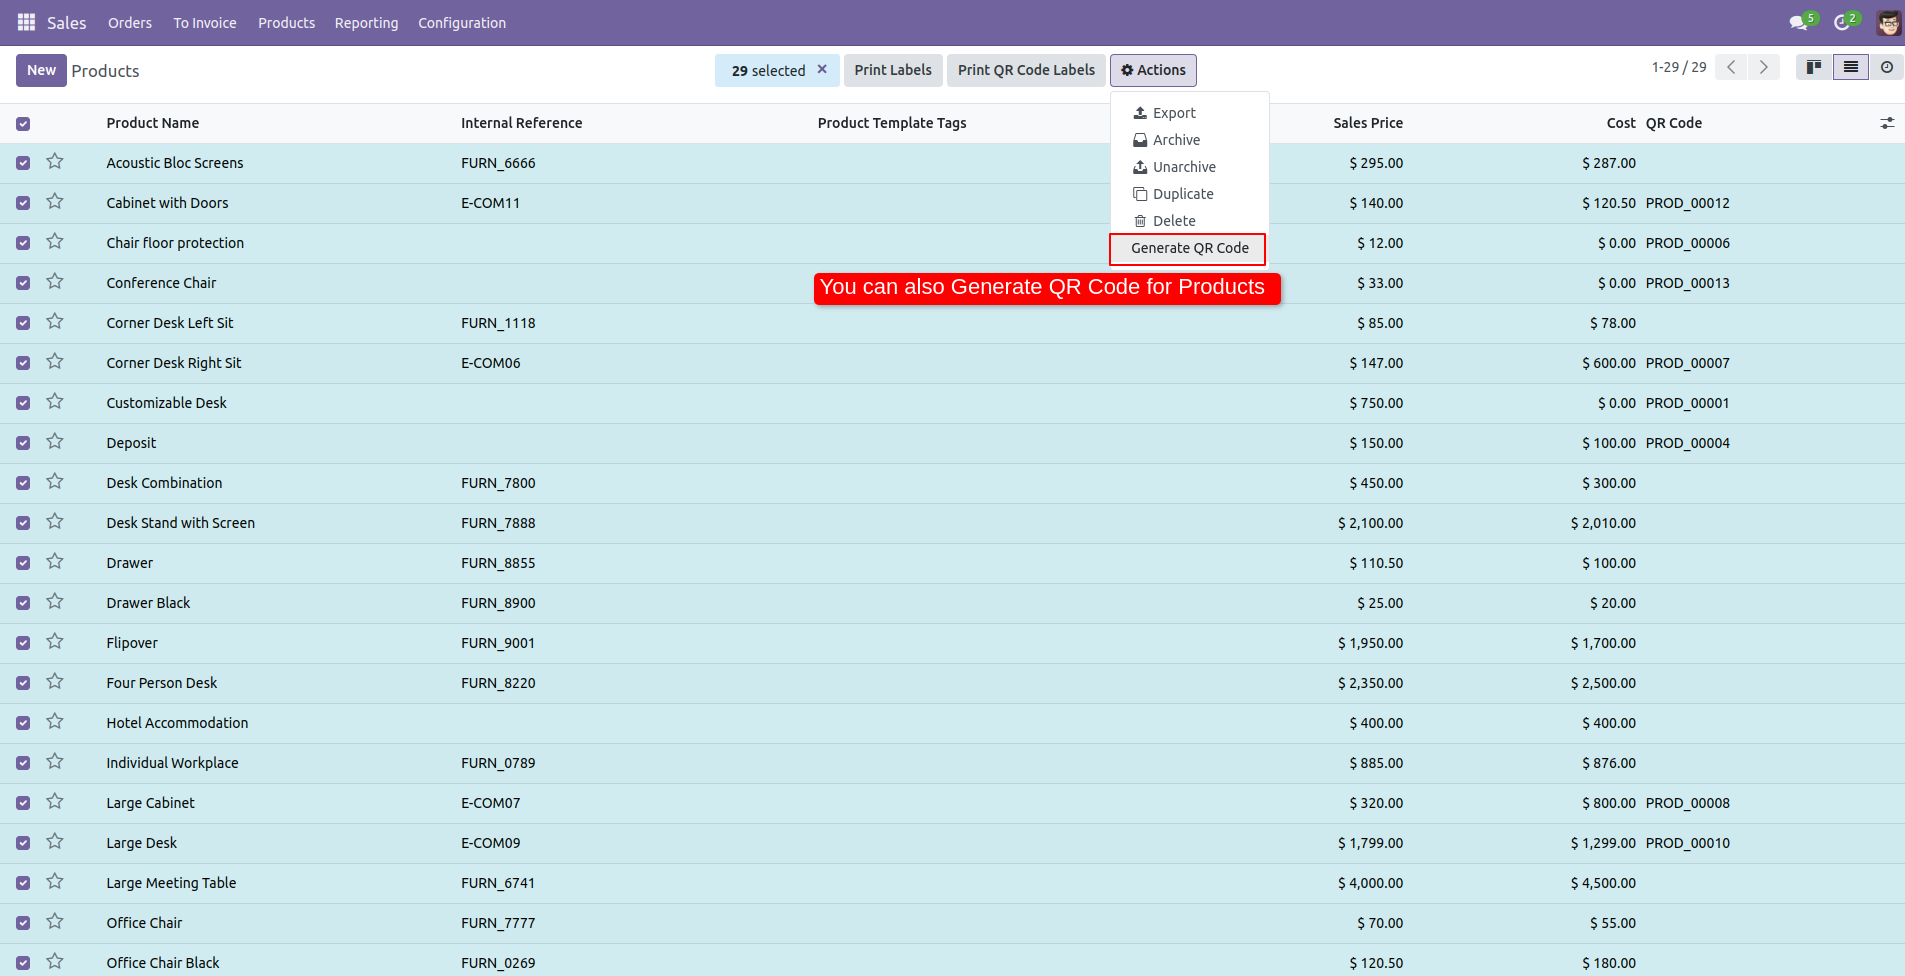 Sales Orders To Invoice Products Reporting Configuration 5 2
New Products 29 selected Print Labels Print QR Code Labels Actions 1-29 / 29
Export
Archive
Unarchive
Duplicate
Delete
Generate QR Code
You can also Generate QR Code for Products
Product Name Internal Reference Product Template Tags Sales Price Cost QR Code
Acoustic Bloc Screens FURN_6666 $ 295.00 $ 287.00
Cabinet with Doors E-COM11 $ 140.00 $ 120.50 PROD_00012
Chair floor protection $ 12.00 $ 0.00 PROD_00006
Conference Chair $ 33.00 $ 0.00 PROD_00013
Corner Desk Left Sit FURN_1118 $ 85.00 $ 78.00
Corner Desk Right Sit E-COM06 $ 147.00 $ 600.00 PROD_00007
Customizable Desk $ 750.00 $ 0.00 PROD_00001
Deposit $ 150.00 $ 100.00 PROD_00004
Desk Combination FURN_7800 $ 450.00 $ 300.00
Desk Stand with Screen FURN_7888 $ 2,100.00 $ 2,010.00
Drawer FURN_8855 $ 110.50 $ 100.00
Drawer Black FURN_8900 $ 25.00 $ 20.00
Flipover FURN_9001 $ 1,950.00 $ 1,700.00
Four Person Desk FURN_8220 $ 2,350.00 $ 2,500.00
Hotel Accommodation $ 400.00 $ 400.00
Individual Workplace FURN_0789 $ 885.00 $ 876.00
Large Cabinet E-COM07 $ 320.00 $ 800.00 PROD_00008
Large Desk E-COM09 $ 1,799.00 $ 1,299.00 PROD_00010
Large Meeting Table FURN_6741 $ 4,000.00 $ 4,500.00
Office Chair FURN_7777 $ 70.00 $ 55.00
Office Chair Black FURN_0269 $ 120.50 $ 180.00